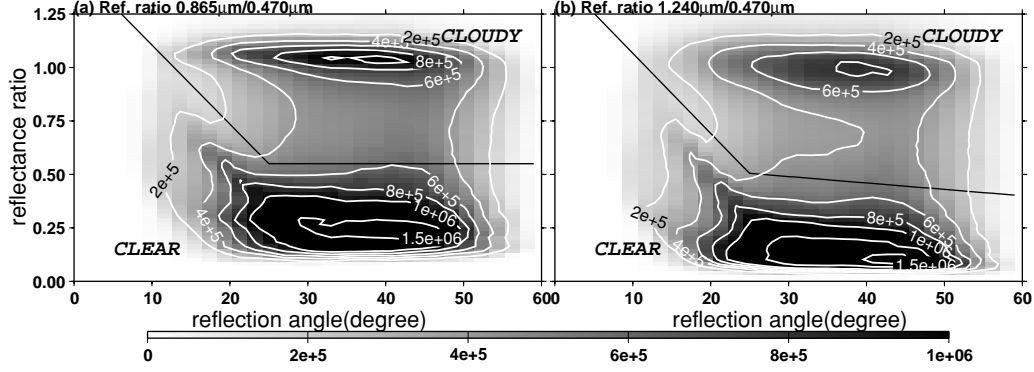 (a) Ref. ratio 0.865μm/0.470μm
(b) Ref. ratio 1.240μm/0.470μm
reflectance ratio
1.25
1.00
0.75
0.50
0.25
0.00
2e+5
CLOUDY
4e+5
8e+5
6e+5
2e+5
6e+5
8e+5
1e+06
4e+5
1.5e+06
CLEAR
2e+5
CLOUDY
4e+5
6e+5
2e+5
8e+5
6e+5
1e+06
4e+5
1.5e+06
CLEAR
0 10 20 30 40 50 60
0 10 20 30 40 50 60
reflection angle(degree)
reflection angle(degree)
0 2e+5 4e+5 6e+5 8e+5 1e+06